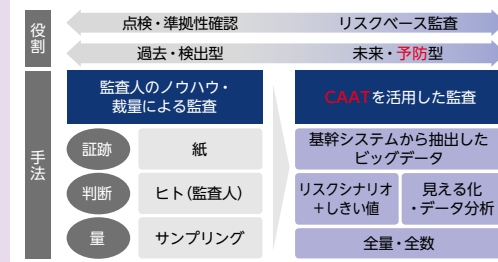 役割
点検・準拠性確認
リスクベース監査
過去・検出型
未来・予防型
手法
監査人のノウハウ・
裁量による監査
CAATを活用した監査
証跡
紙
基幹システムから抽出した
ビッグデータ
判断
ヒト(監査人)
リスクシナリオ
+しきい値
見える化
・データ分析
量
サンプリング
全量・全数